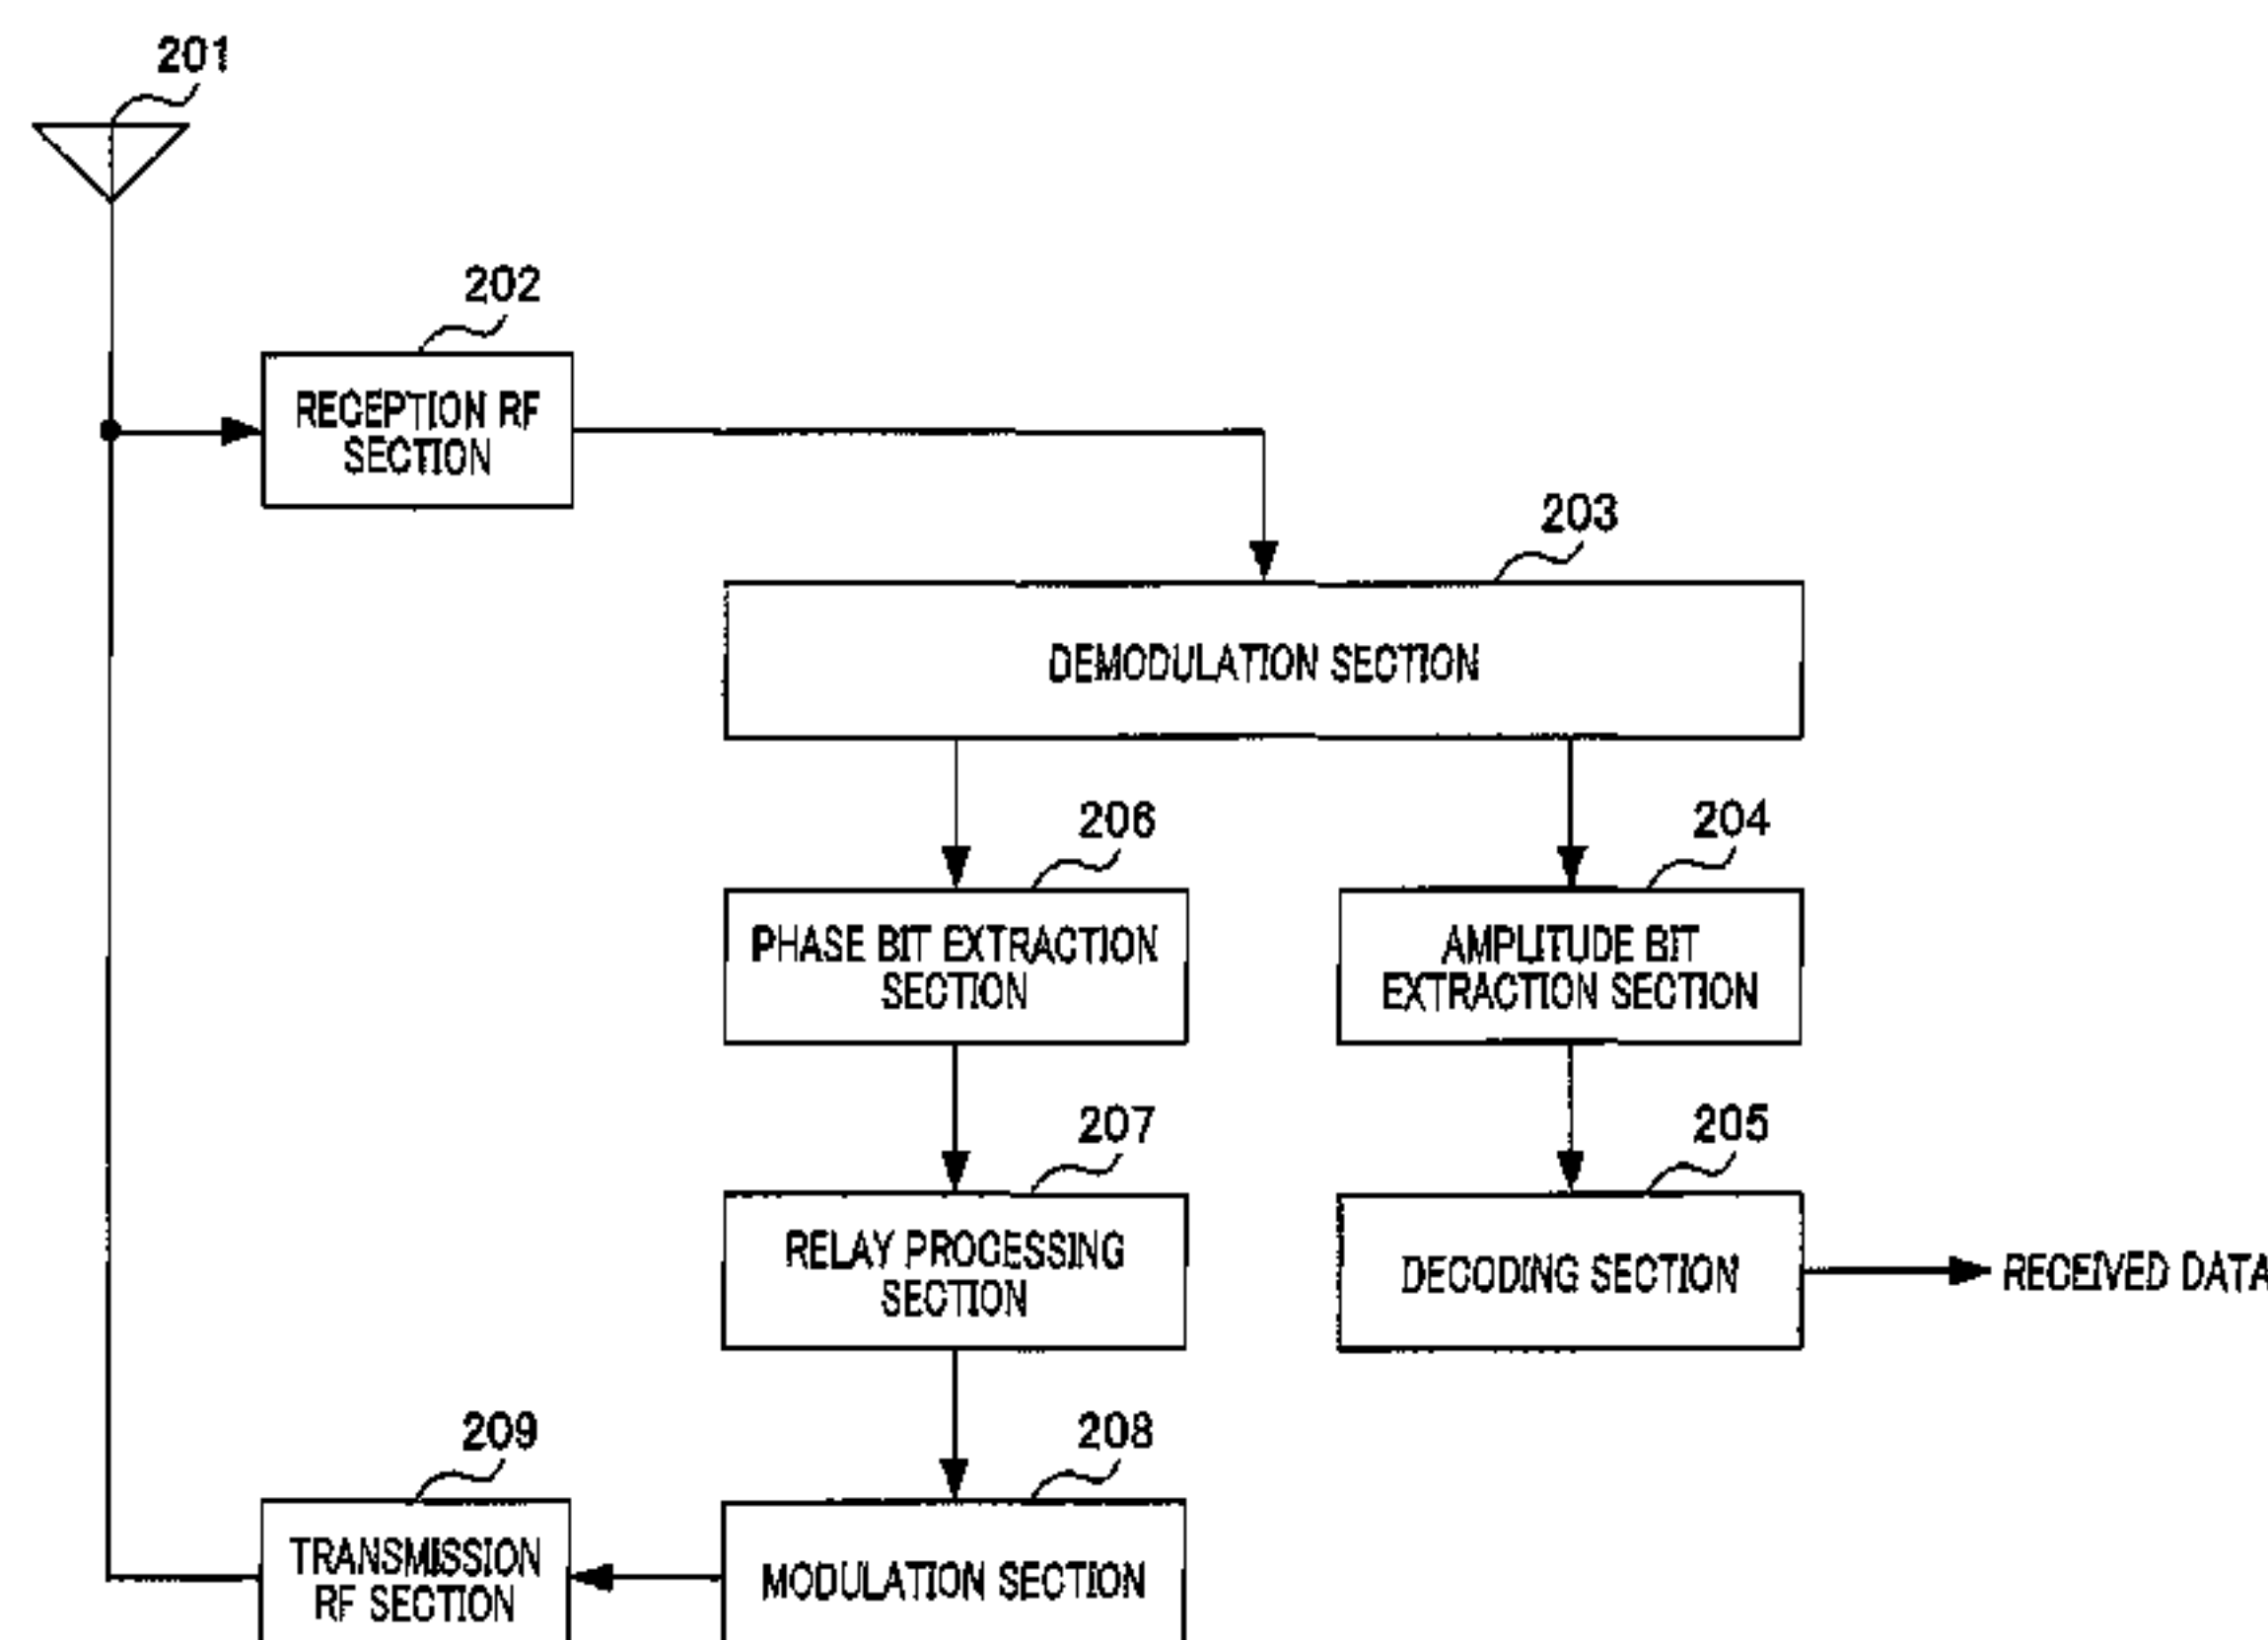 201
202
RECEPTION RF
SECTION
203
DEMODULATION SECTION
206
204
PHASE BIT EXTRACTION
SECTION
AMPLITUDE BIT
EXTRACTION SECTION
207
205
RELAY PROCESSING
SECTION
DECODING SECTION
RECEIVED DATA
209
208
TRANSMISSION
RF SECTION
MODULATION SECTION